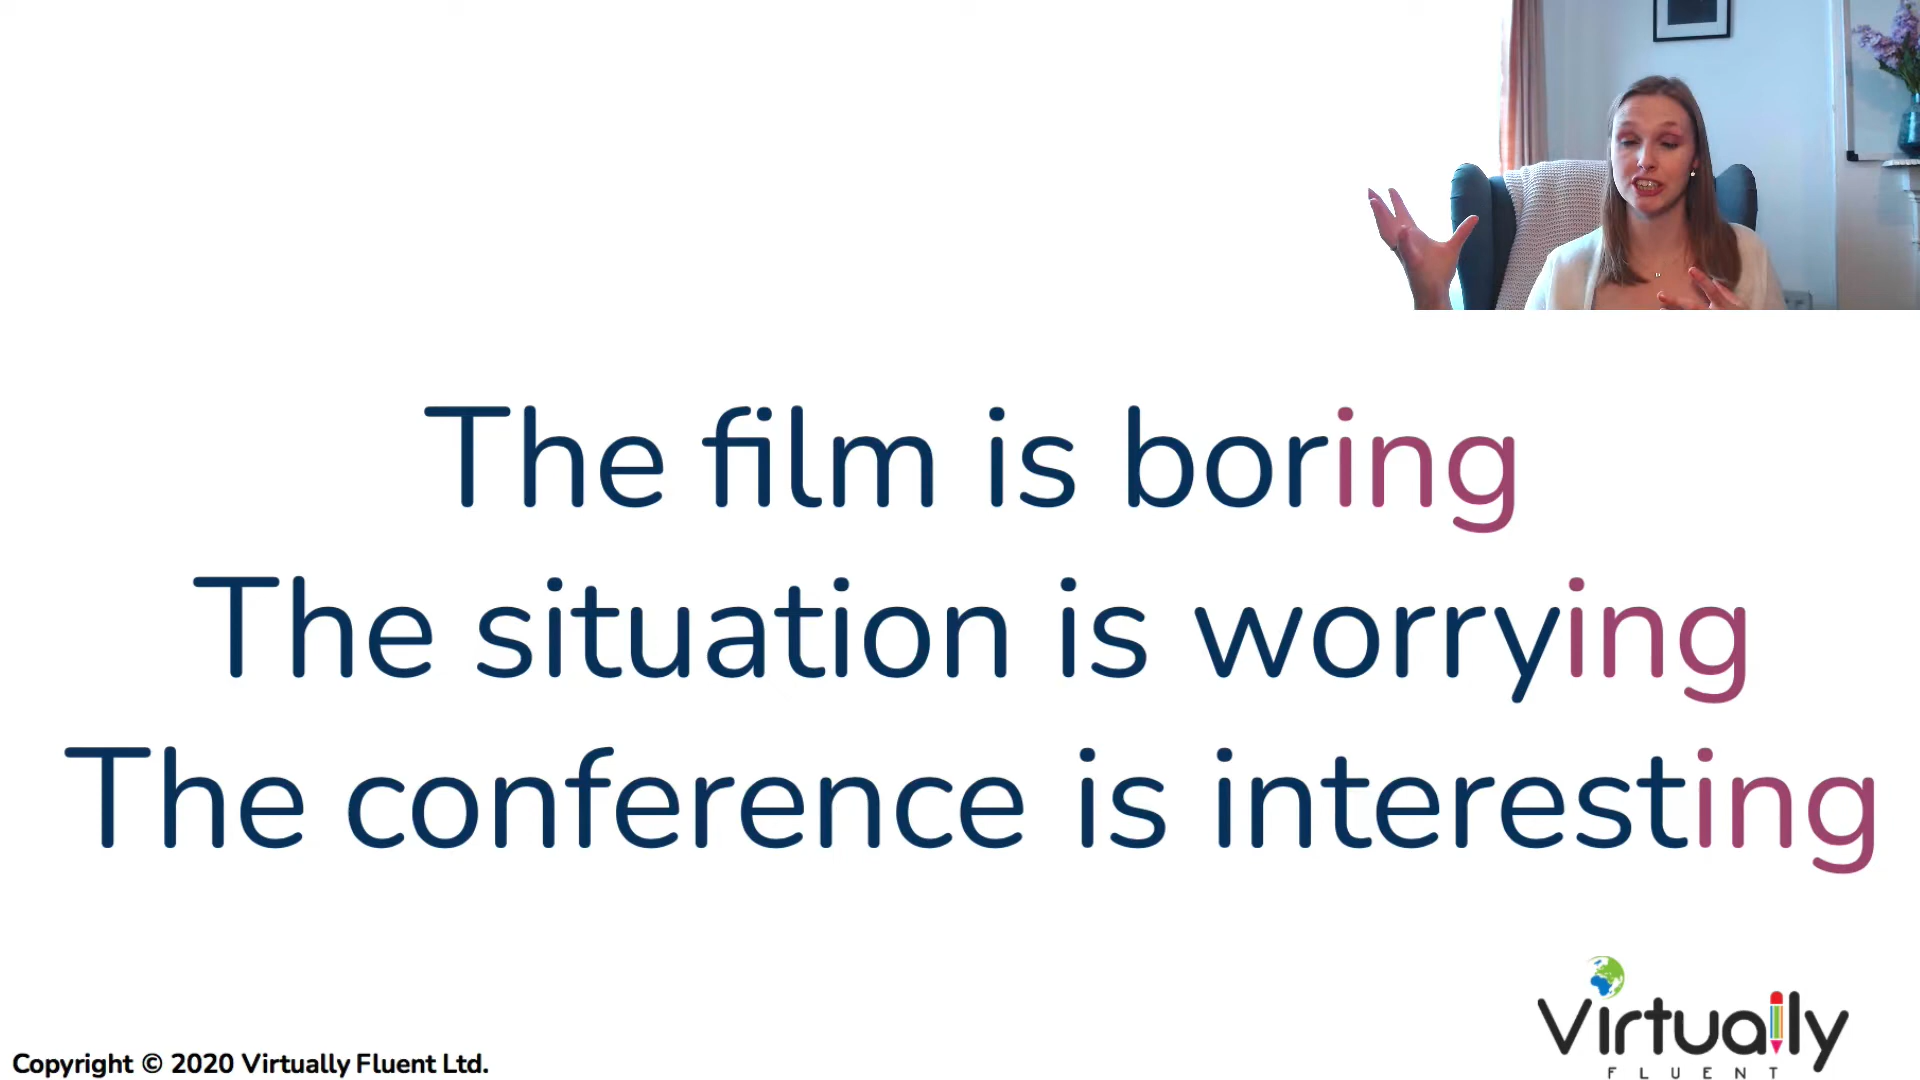 The film is boring
The situation is worrying
The conference is interesting
Virtually
FLUENT
Copyright © 2020 Virtually Fluent Ltd.